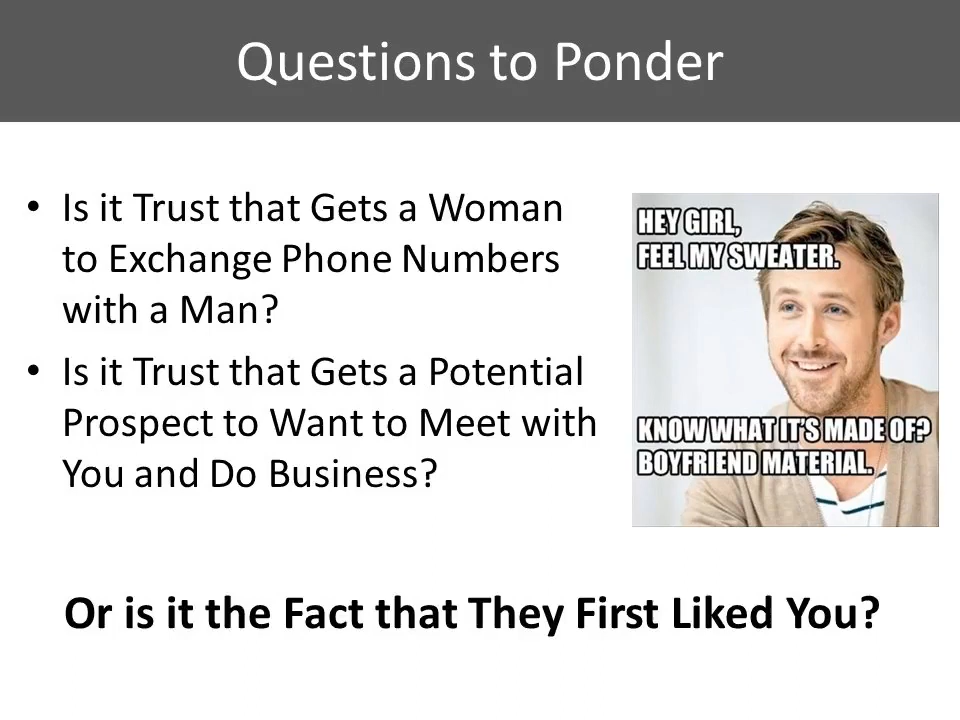 Questions to Ponder
• Is it Trust that Gets a Woman
to Exchange Phone Numbers
with a Man?
• Is it Trust that Gets a Potential
Prospect to Want to Meet with
You and Do Business?
HEY GIRL,
FEEL MY SWEATER.
KNOW WHAT IT'S MADE OF?
BOYFRIEND MATERIAL.
Or is it the Fact that They First Liked You?